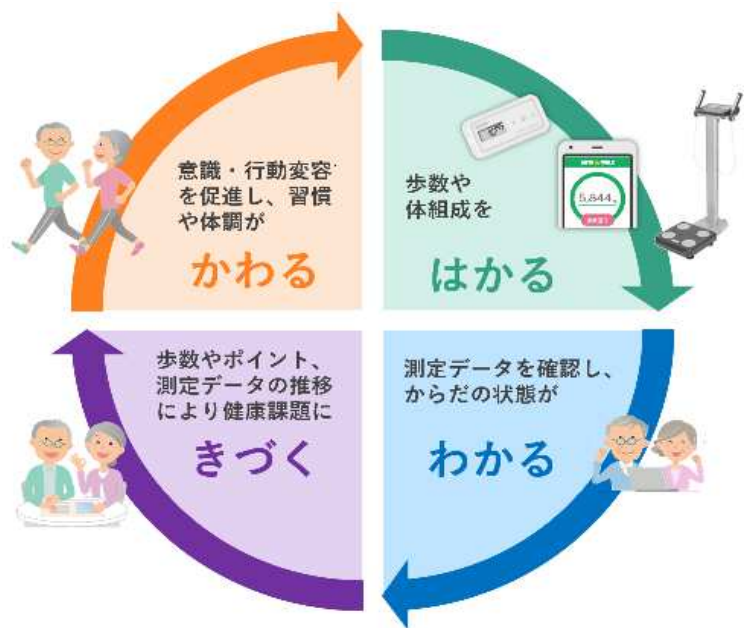 意識・行動変容
を促進し、習慣
や体調が
かわる
歩数や
体組成を
はかる
5,844
歩数やポイント、
測定データの推移
により健康課題に
きづく
測定データを確認し、
からだの状態が
わかる